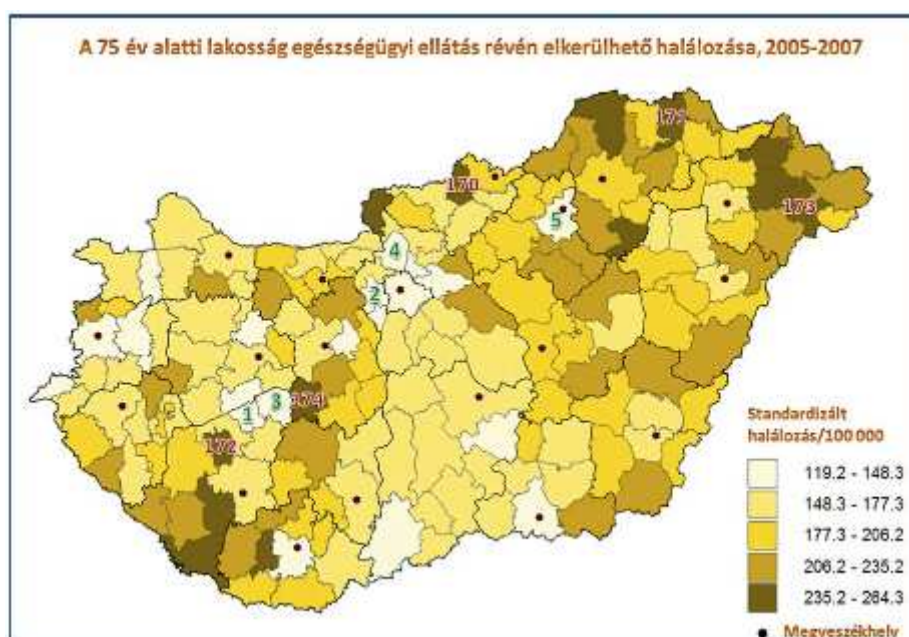 A 75 év alatti lakosság egészségügyi ellátás révén elkerülhető halálozása, 2005-2007
171
170
173
5
4
2
174
3
1
172
Standardizált
halálozás/100 000
119.2 - 148.3
148.3 - 177.3
177.3 - 206.2
206.2 - 235.2
235.2 - 264.3
Megyeszékhely